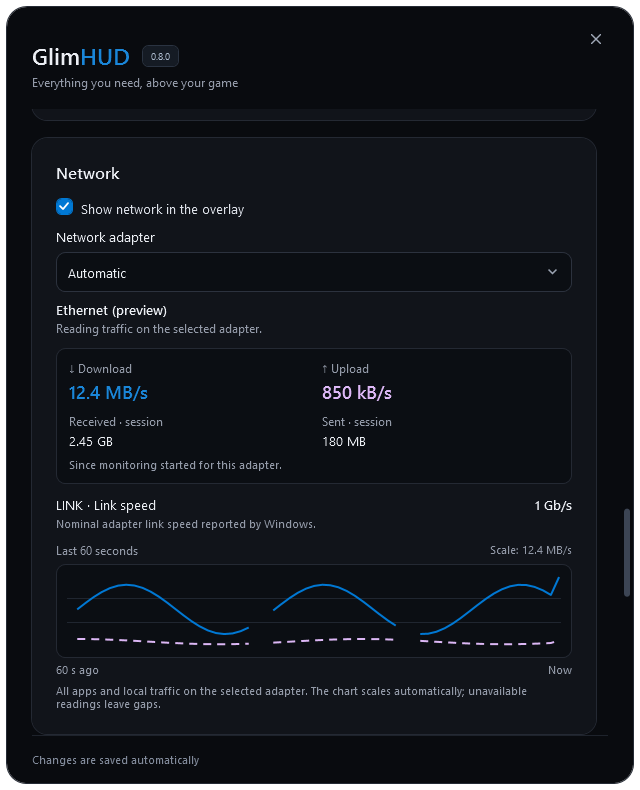 GlimHUD 0.8.0
Everything you need, above your game
Network
Show network in the overlay
Network adapter
Automatic
Ethernet (preview)
Reading traffic on the selected adapter.
↓ Download ↑ Upload
12.4 MB/s 850 kB/s
Received · session Sent · session
2.45 GB 180 MB
Since monitoring started for this adapter.
LINK · Link speed 1 Gb/s
Nominal adapter link speed reported by Windows.
Last 60 seconds Scale: 12.4 MB/s
60 s ago Now
All apps and local traffic on the selected adapter. The chart scales automatically; unavailable
readings leave gaps.
Changes are saved automatically